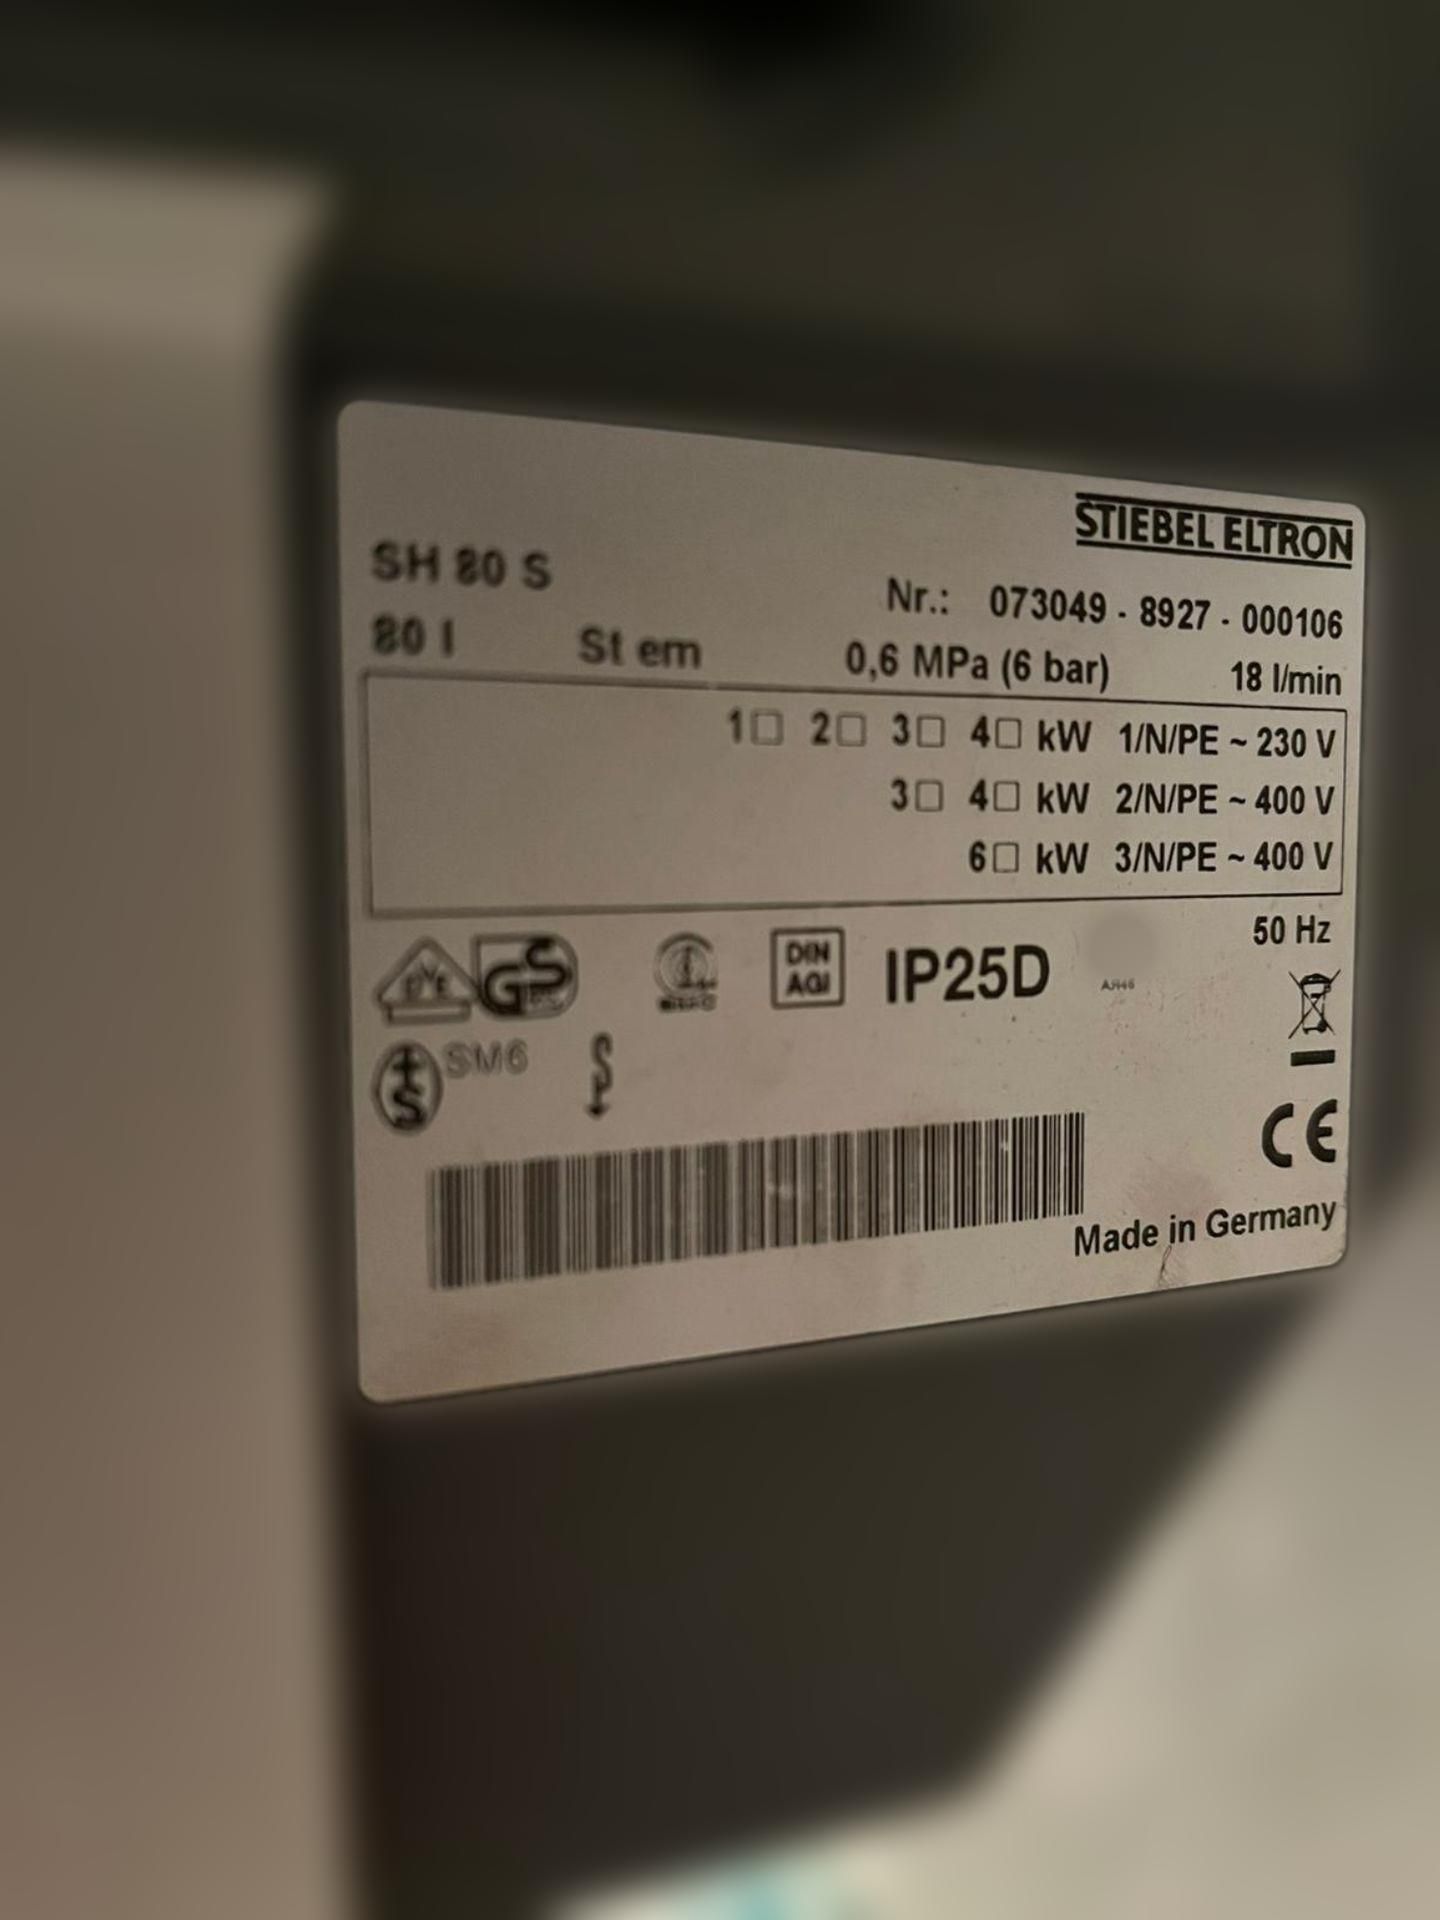 STIEBEL ELTRON
SH 80 S
Nr.: 073049 - 8927 - 000106
80 l St em 0,6 MPa (6 bar) 18 l/min
1□ 2□ 3□ 4□ kW 1/N/PE ~ 230 V
3□ 4□ kW 2/N/PE ~ 400 V
6□ kW 3/N/PE ~ 400 V
50 Hz
DVE GS DIN AGI IP25D
+S SM6
CE
Made in Germany